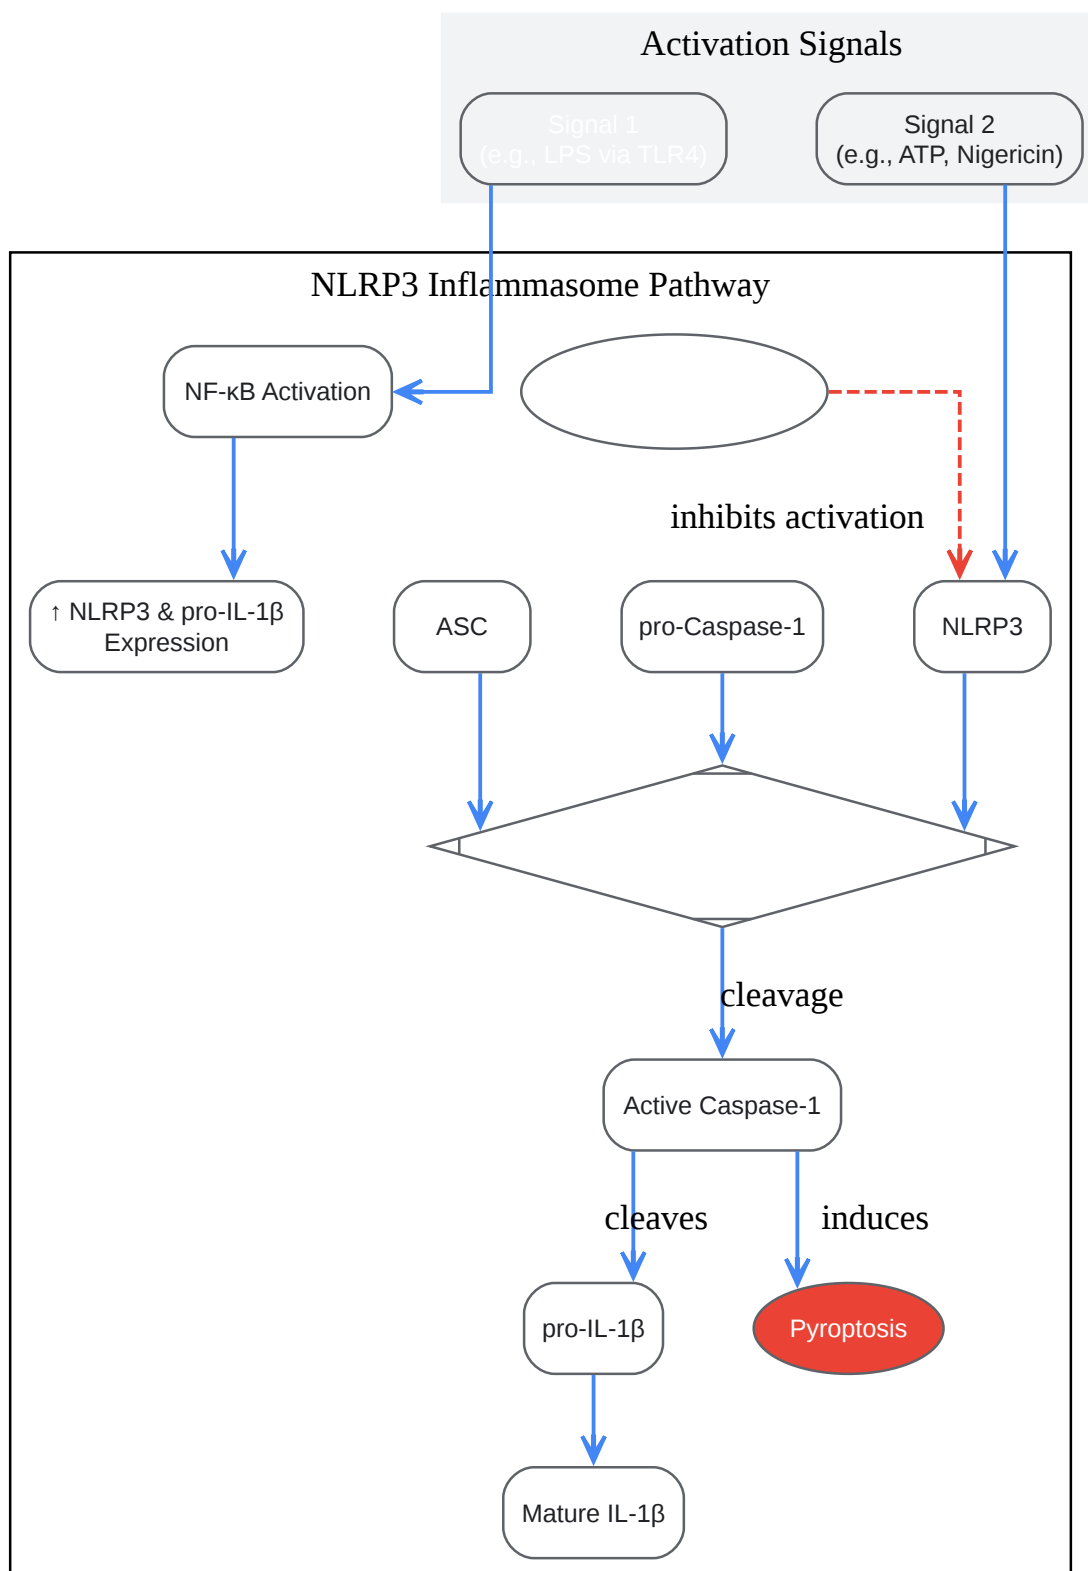 Activation Signals
Signal 1
(e.g., LPS via TLR4)
Signal 2
(e.g., ATP, Nigericin)
NLRP3 Inflammasome Pathway
NF-κB Activation
inhibits activation
↑ NLRP3 & pro-IL-1β
Expression
ASC
pro-Caspase-1
NLRP3
cleavage
Active Caspase-1
cleaves
induces
pro-IL-1β
Pyroptosis
Mature IL-1β